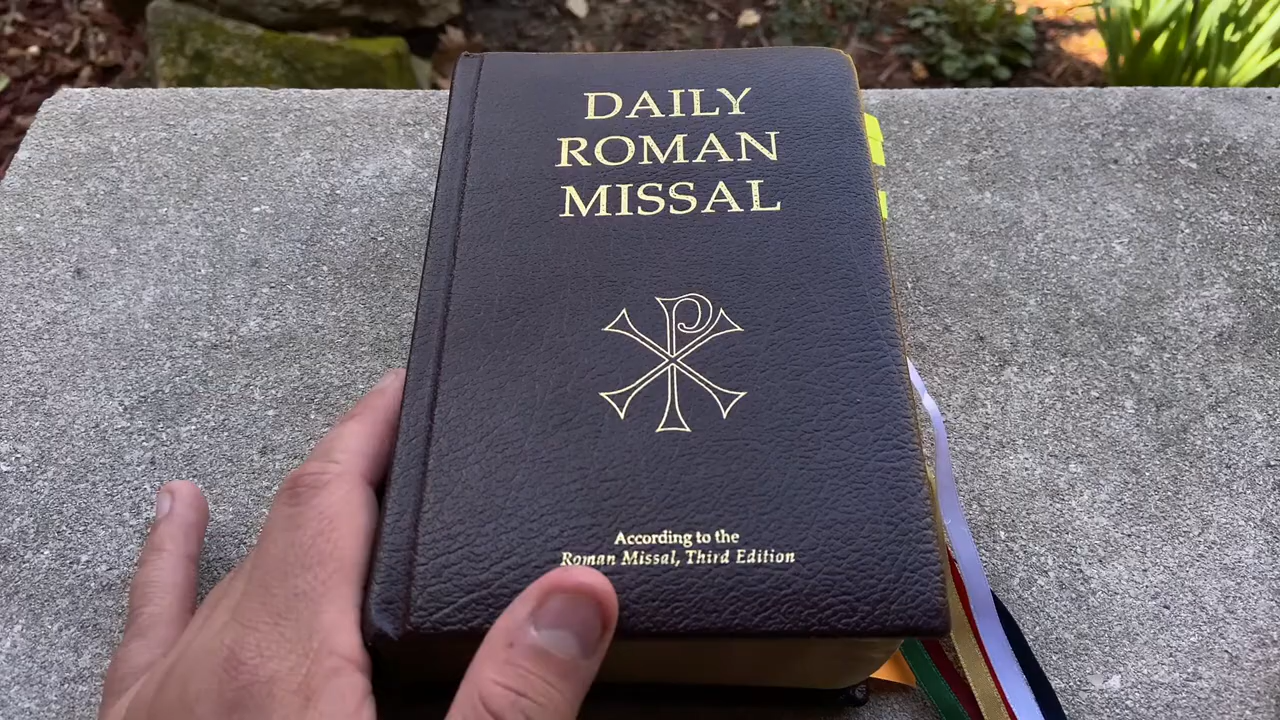 DAILY
ROMAN
MISSAL
According to the
Roman Missal, Third Edition